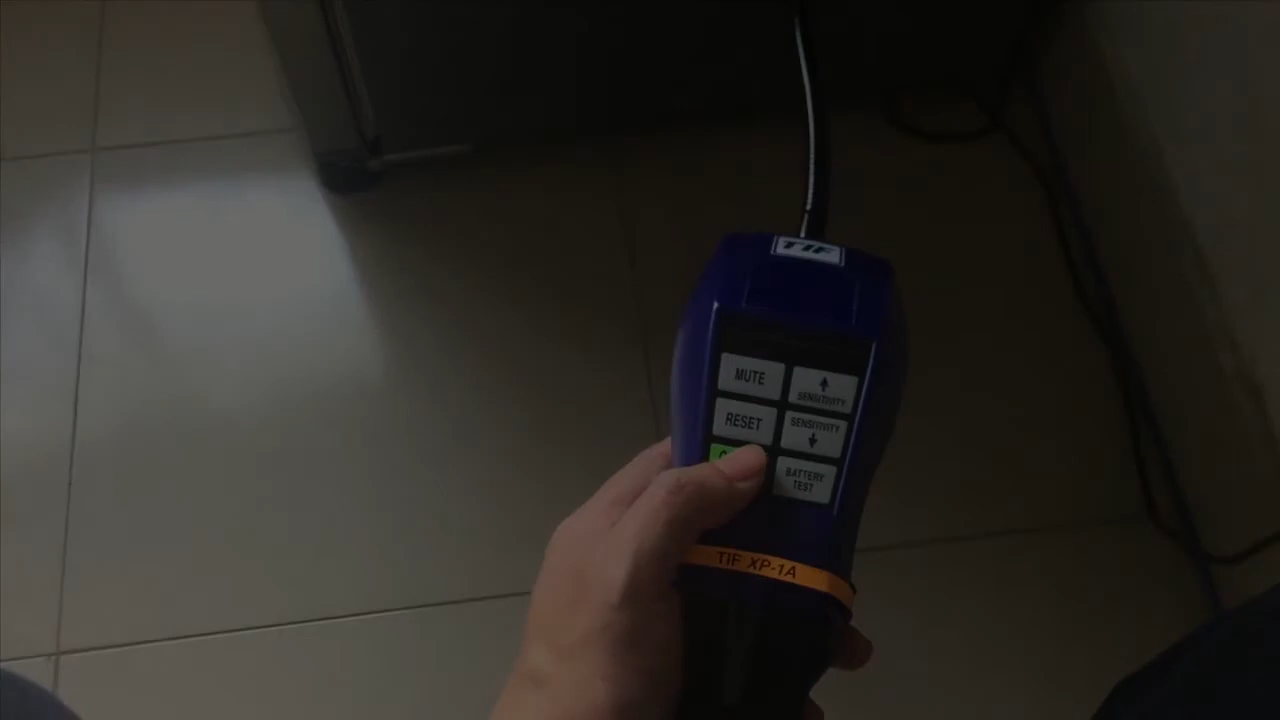 TIF
MUTE
SENSITIVITY
RESET
SENSITIVITY
BATTERY
TEST
TIF XP-1A